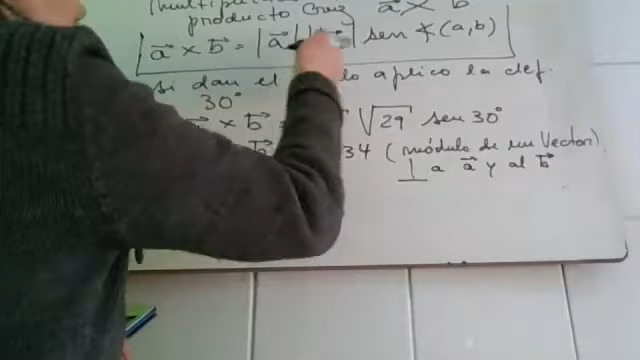 producto Cruz a⃗ × b
a⃗ × b⃗ = |a⃗| | | sen ∢(a,b)
si dan el aplico la def.
30°
× b⃗ = √29 sen 30°
b⃗ 34 (módulo de un Vector)
⊥ a a⃗ y al b⃗